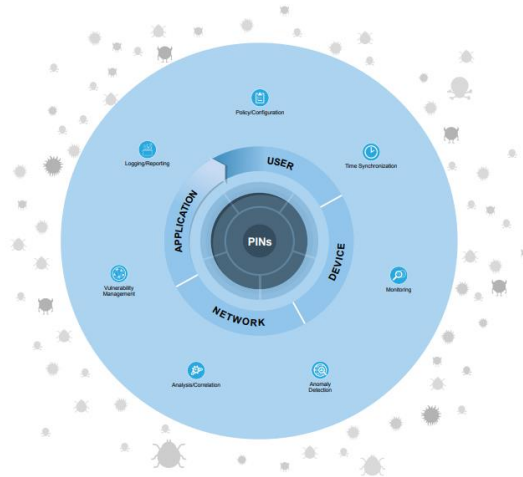 Policy/Configuration
Time Synchronization
Logging/Reporting
USER
APPLICATION
PINs
DEVICE
Vulnerability
Management
Monitoring
NETWORK
Analysis/Correlation
Anomaly
Detection